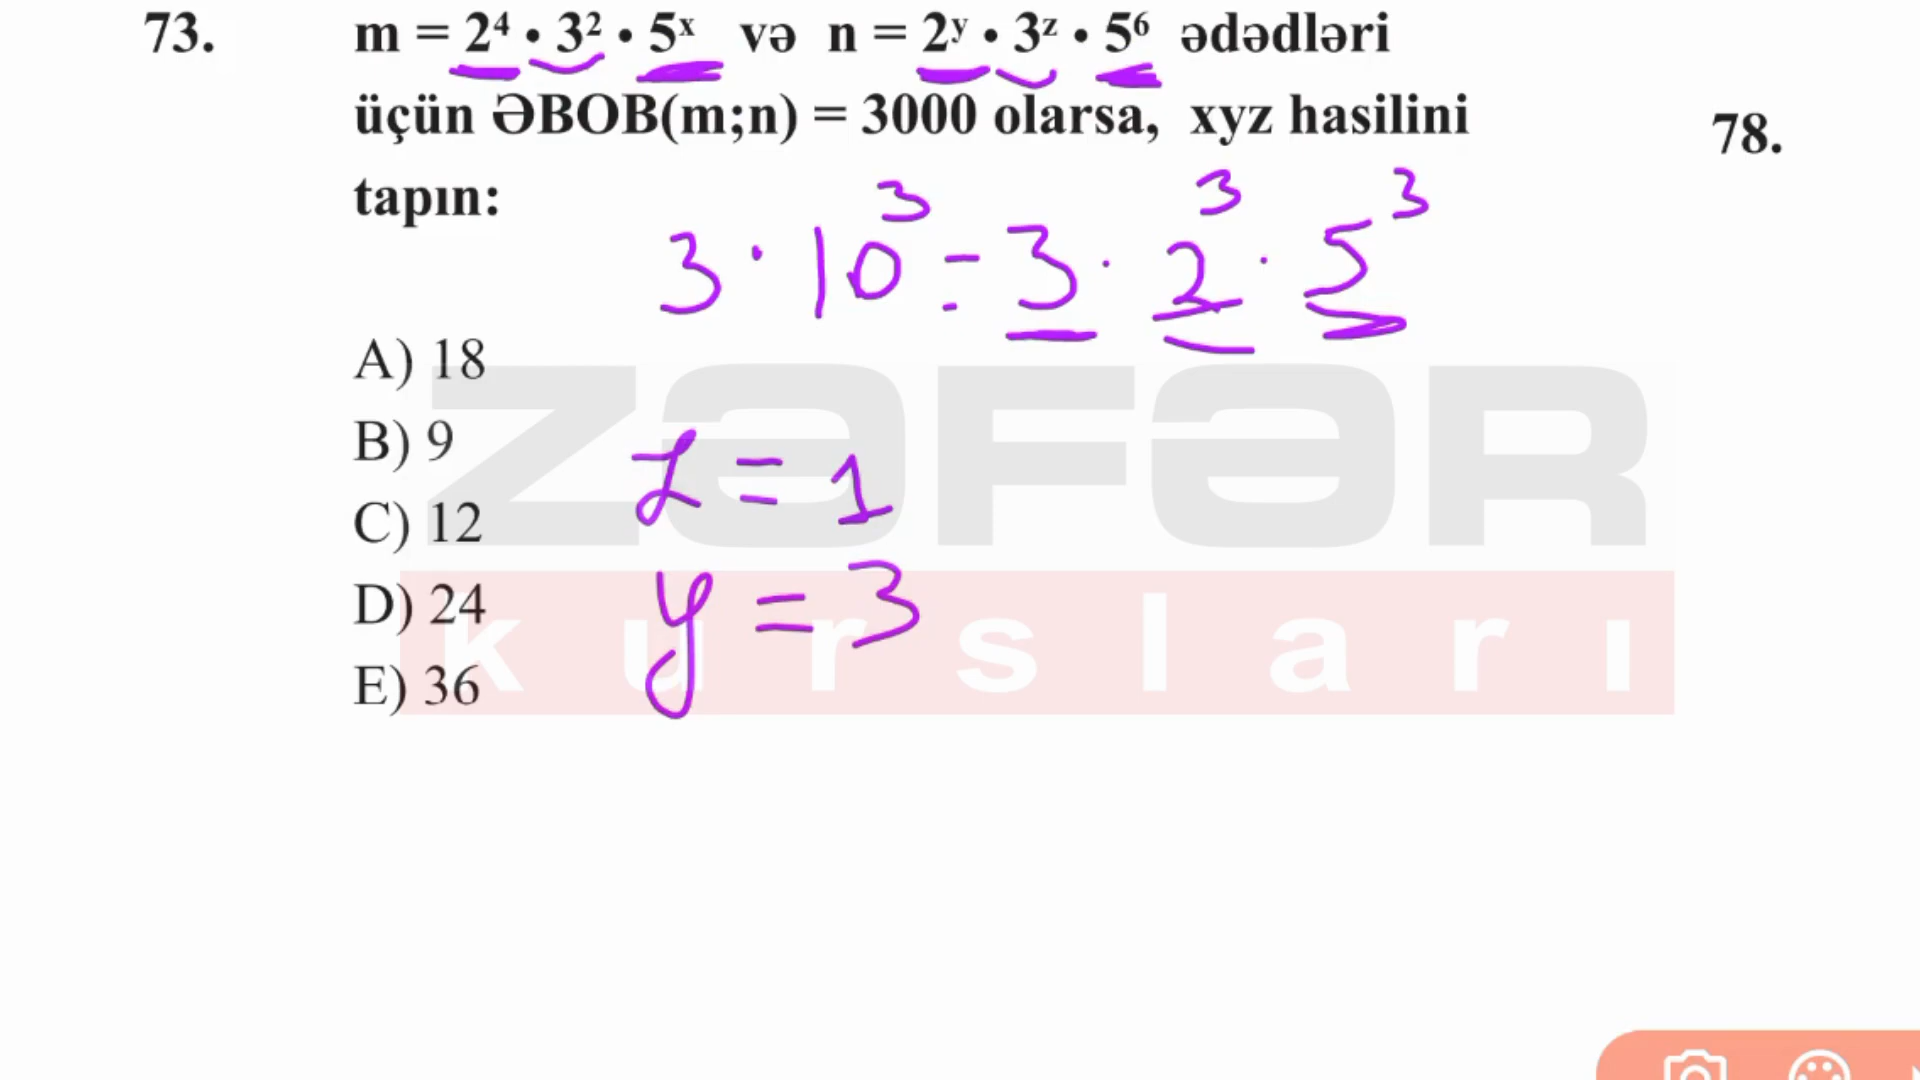 73. m = 2⁴ • 3² • 5ˣ və n = 2ʸ • 3ᶻ • 5⁶ ədədləri
üçün ƏBOB(m;n) = 3000 olarsa, xyz hasilini
78.
tapın:
3 · 10³ = 3 · 2³ · 5³
A) 18
B) 9
C) 12
D) 24
E) 36
z = 1
y = 3
ZƏFƏR
kursları